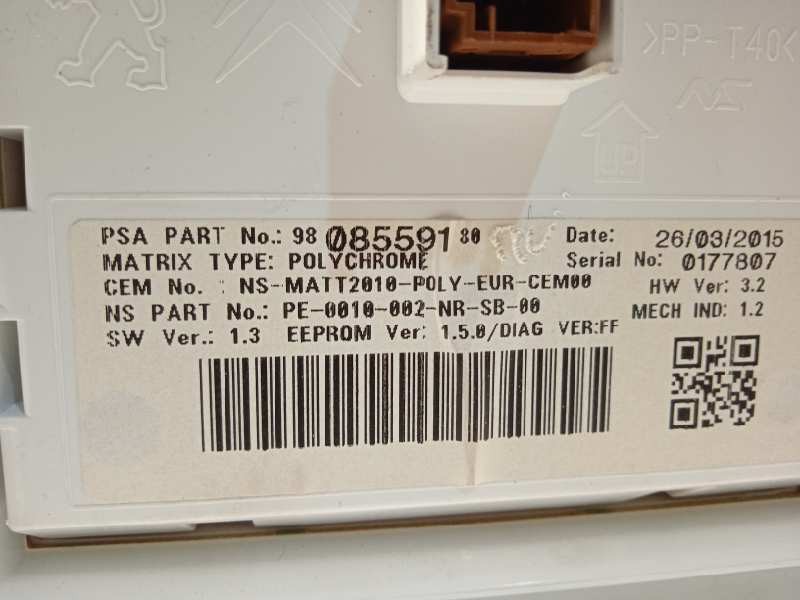 >PP-T40<
NS
UP
PSA PART No.: 98 085591 80 Date: 26/03/2015
MATRIX TYPE: POLYCHROME Serial No: 0177807
CEM No. : NS-MATT2010-POLY-EUR-CEM00 HW Ver: 3.2
NS PART No.: PE-0010-002-NR-SB-00 MECH IND: 1.2
SW Ver.: 1.3 EEPROM Ver: 1.5.0/DIAG VER:FF